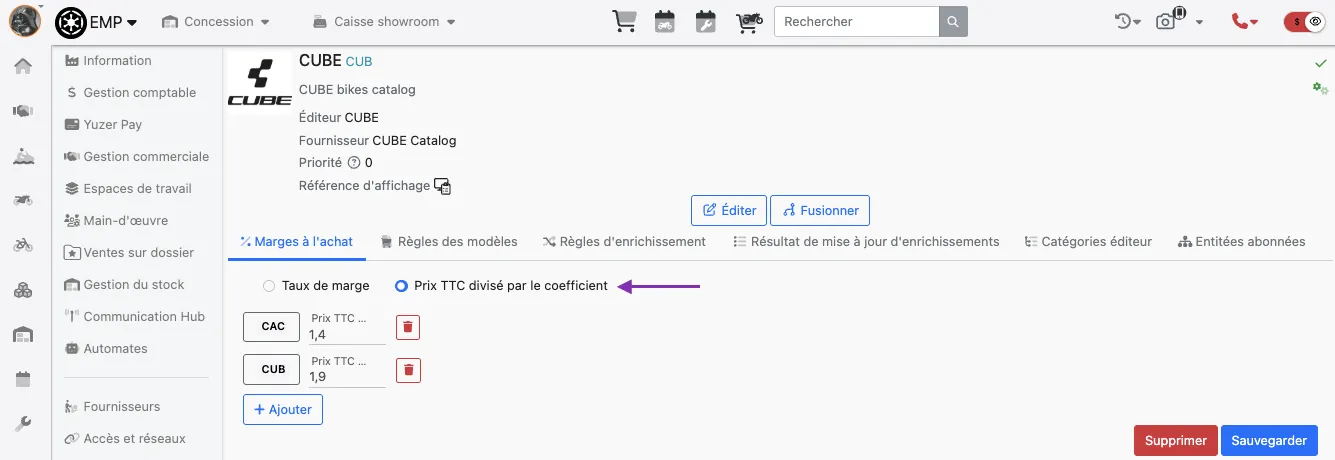 EMP
Concession
Caisse showroom
Rechercher
$
Information
Gestion comptable
Yuzer Pay
Gestion commerciale
Espaces de travail
Main-d'œuvre
Ventes sur dossier
Gestion du stock
Communication Hub
Automates
Fournisseurs
Accès et réseaux
CUBE
CUBE CUB
CUBE bikes catalog
Éditeur CUBE
Fournisseur CUBE Catalog
Priorité ? 0
Référence d'affichage
Éditer
Fusionner
Marges à l'achat
Règles des modèles
Règles d'enrichissement
Résultat de mise à jour d'enrichissements
Catégories éditeur
Entitées abonnées
Taux de marge
Prix TTC divisé par le coefficient
CAC
Prix TTC ...
1,4
CUB
Prix TTC ...
1,9
+ Ajouter
Supprimer
Sauvegarder